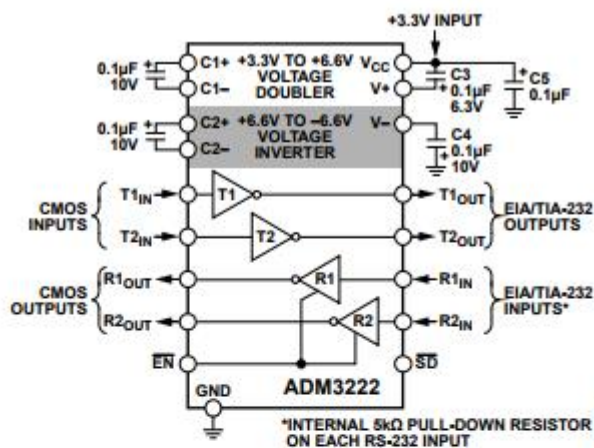 +3.3V INPUT
0.1µF
10V
C1+
C1–
+3.3V TO +6.6V
VOLTAGE
DOUBLER
VCC
V+
C3
0.1µF
6.3V
C5
0.1µF
0.1µF
10V
C2+
C2–
+6.6V TO –6.6V
VOLTAGE
INVERTER
V–
C4
0.1µF
10V
CMOS
INPUTS
T1IN
T1
T1OUT
T2IN
T2
T2OUT
EIA/TIA-232
OUTPUTS
CMOS
OUTPUTS
R1OUT
R1
R1IN
R2OUT
R2
R2IN
EIA/TIA-232
INPUTS*
EN
SD
GND
ADM3222
*INTERNAL 5kΩ PULL-DOWN RESISTOR
ON EACH RS-232 INPUT